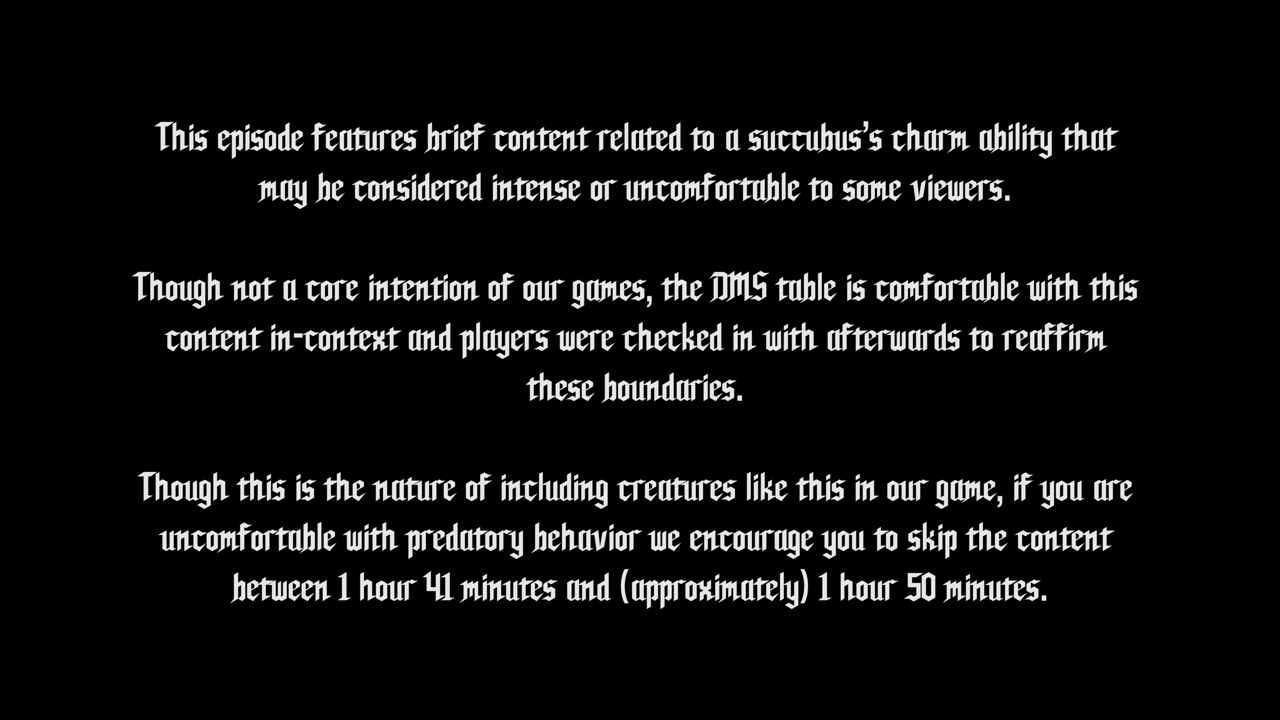 This episode features brief content related to a succubus's charm ability that
may be considered intense or uncomfortable to some viewers.
Though not a core intention of our games, the DMS table is comfortable with this
content in-context and players were checked in with afterwards to reaffirm
these boundaries.
Though this is the nature of including creatures like this in our game, if you are
uncomfortable with predatory behavior we encourage you to skip the content
between 1 hour 41 minutes and (approximately) 1 hour 50 minutes.